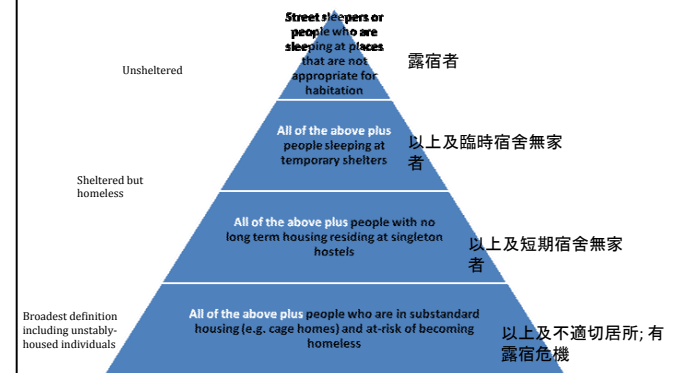 Street sleepers or
people who are
sleeping at places
that are not
appropriate for
habitation
Unsheltered
露宿者
All of the above plus
people sleeping at
temporary shelters
以上及臨時宿舍無家
者
Sheltered but
homeless
All of the above plus people with no
long term housing residing at singleton
hostels
以上及短期宿舍無家
者
Broadest definition
including unstably-
housed individuals
All of the above plus people who are in substandard
housing (e.g. cage homes) and at-risk of becoming
homeless
以上及不適切居所; 有
露宿危機